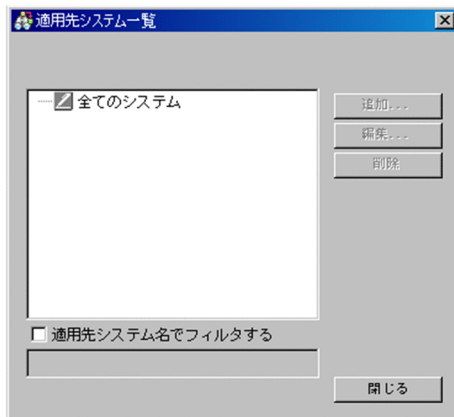 適用先システム一覧
全てのシステム
追加...
編集...
削除
適用先システム名でフィルタする
閉じる